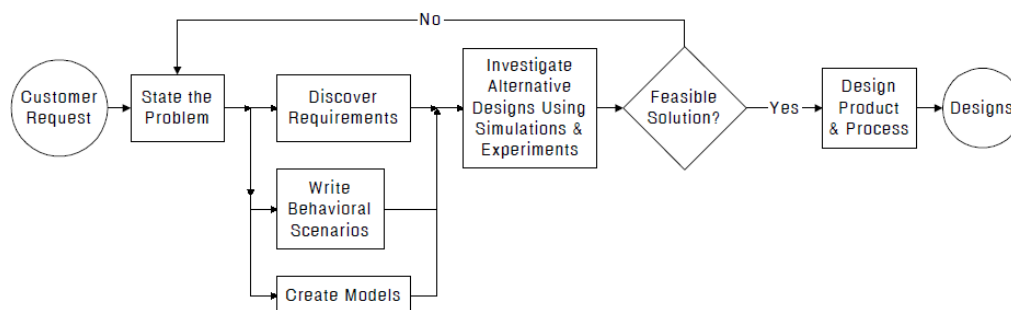 No
Customer
Request
State the
Problem
Discover
Requirements
Write
Behavioral
Scenarios
Create Models
Investigate
Alternative
Designs Using
Simulations &
Experiments
Feasible
Solution?
Yes
Design
Product
& Process
Designs